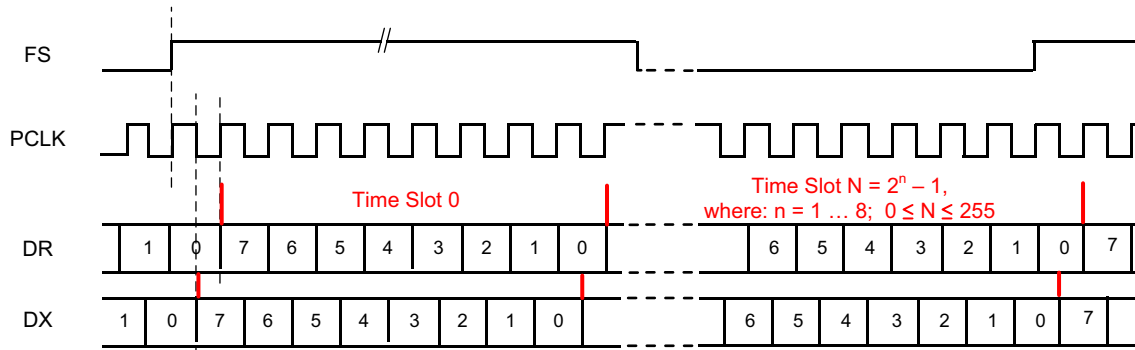 FS
PCLK
Time Slot 0
Time Slot N = 2ⁿ – 1,
where: n = 1 … 8; 0 ≤ N ≤ 255
DR 1 0 7 6 5 4 3 2 1 0 6 5 4 3 2 1 0 7
DX 1 0 7 6 5 4 3 2 1 0 6 5 4 3 2 1 0 7